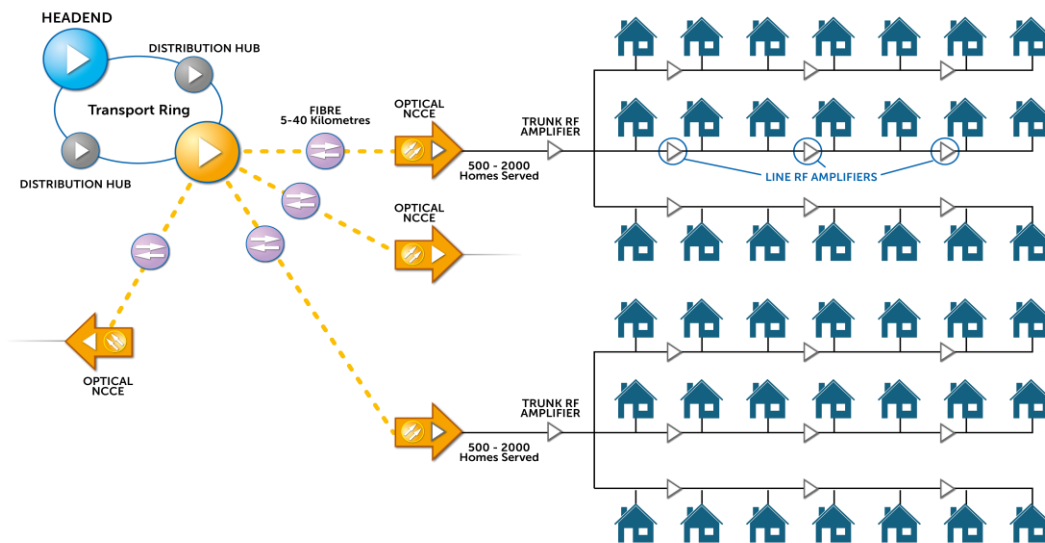 HEADEND
DISTRIBUTION HUB
Transport Ring
DISTRIBUTION HUB
FIBRE
5-40 Kilometres
OPTICAL
NCCE
500 - 2000
Homes Served
TRUNK RF
AMPLIFIER
LINE RF AMPLIFIERS
OPTICAL
NCCE
OPTICAL
NCCE
500 - 2000
Homes Served
TRUNK RF
AMPLIFIER